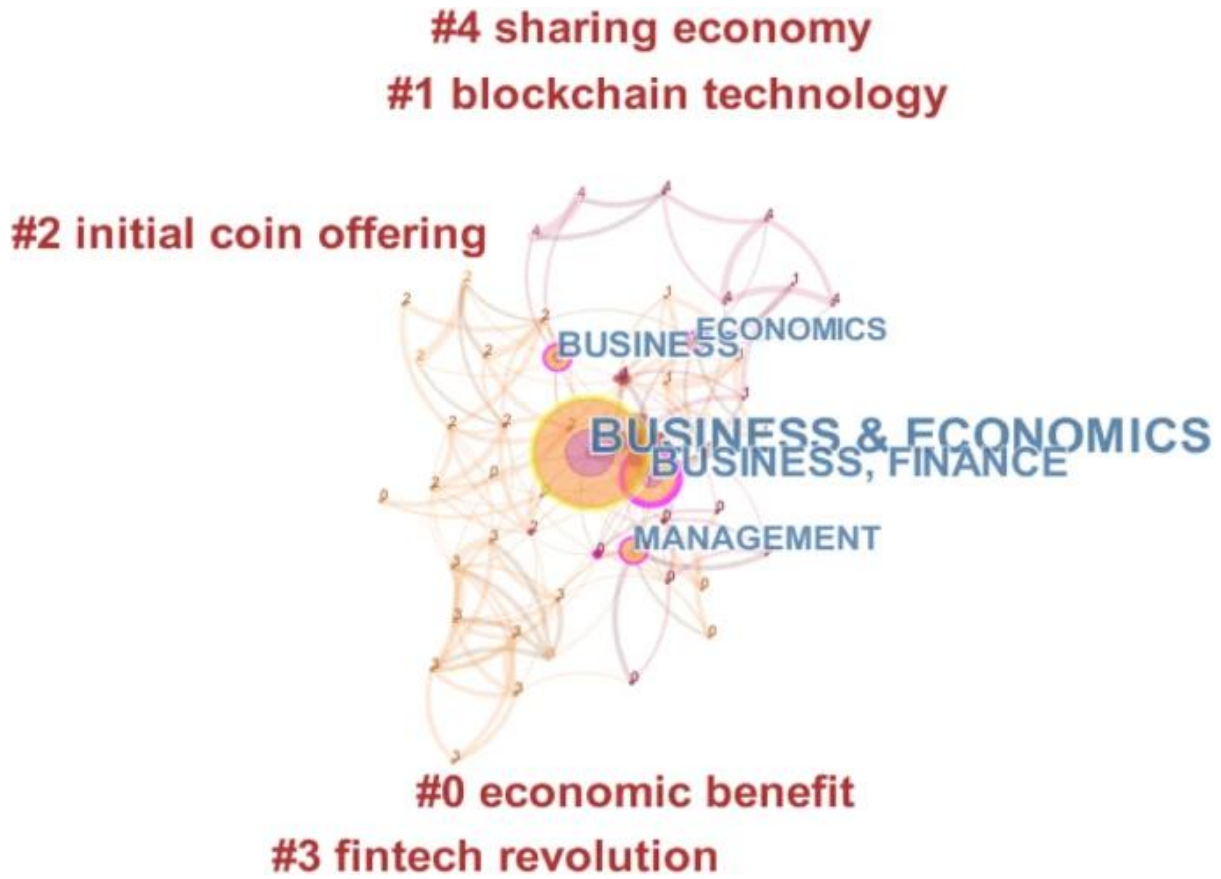 #4 sharing economy
#1 blockchain technology
#2 initial coin offering
ECONOMICS
BUSINESS
BUSINESS & ECONOMICS
BUSINESS, FINANCE
MANAGEMENT
#0 economic benefit
#3 fintech revolution